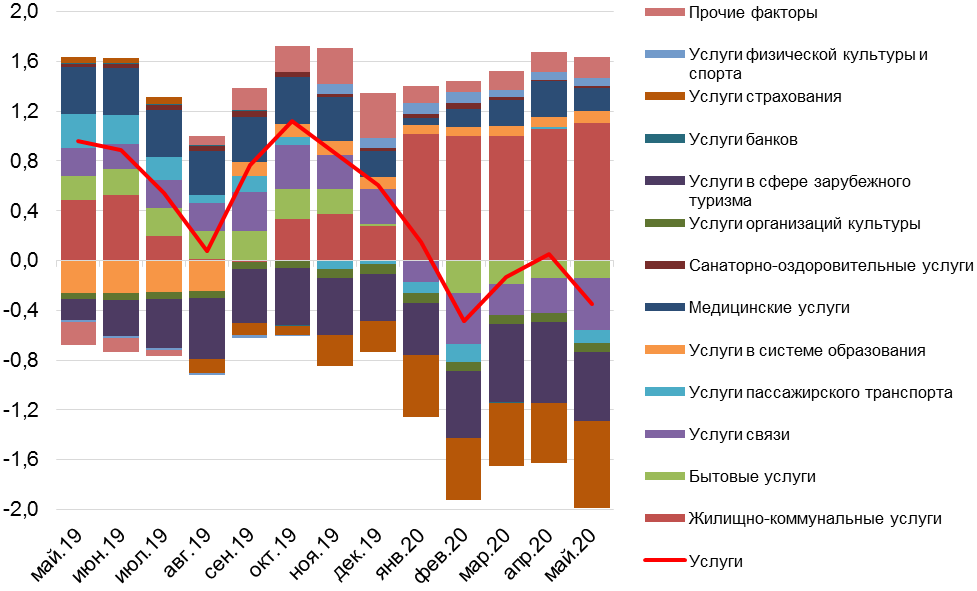 2,0
1,6
1,2
0,8
0,4
0,0
-0,4
-0,8
-1,2
-1,6
-2,0
май.19
июн.19
июл.19
авг.19
сен.19
окт.19
ноя.19
дек.19
янв.20
фев.20
мар.20
апр.20
май.20
Прочие факторы
Услуги физической культуры и
спорта
Услуги страхования
Услуги банков
Услуги в сфере зарубежного
туризма
Услуги организаций культуры
Санаторно-оздоровительные услуги
Медицинские услуги
Услуги в системе образования
Услуги пассажирского транспорта
Услуги связи
Бытовые услуги
Жилищно-коммунальные услуги
Услуги